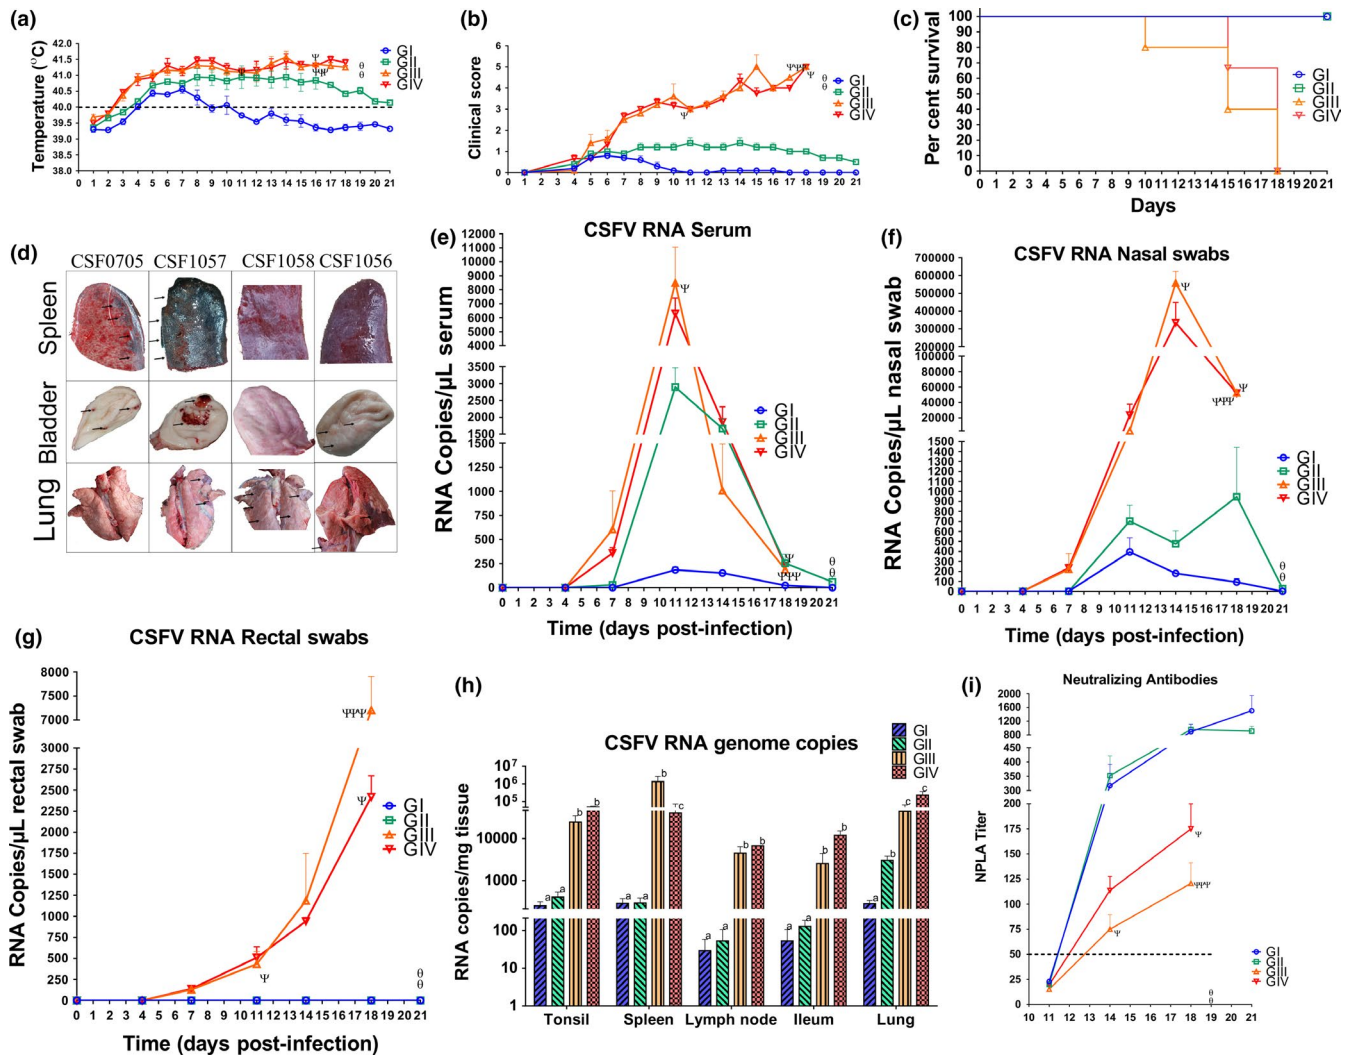 (a)
Temperature (°C)
42.0
41.5
41.0
40.5
40.0
39.5
39.0
38.5
38.0
0 1 2 3 4 5 6 7 8 9 10 11 12 13 14 15 16 17 18 19 20 21
Ψ
ΨΨ
θ
θ
GI
GII
GIII
GIV
(b)
Clinical score
6
5
4
3
2
1
0
0 1 2 3 4 5 6 7 8 9 10 11 12 13 14 15 16 17 18 19 20 21
Ψ
ΨΨΨ
Ψ
θ
θ
GI
GII
GIII
GIV
(c)
Per cent survival
100
90
80
70
60
50
40
30
20
10
0
0 1 2 3 4 5 6 7 8 9 10 11 12 13 14 15 16 17 18 19 20 21
Days
GI
GII
GIII
GIV
(d)
CSF0705 CSF1057 CSF1058 CSF1056
Spleen
Bladder
Lung
(e)
CSFV RNA Serum
RNA Copies/µL serum
12000
11000
10000
9000
8000
7000
6000
5000
4000
3500
3000
2500
2000
1500
1500
1250
1000
750
500
250
0
0 1 2 3 4 5 6 7 8 9 10 11 12 13 14 15 16 17 18 19 20 21
Time (days post-infection)
Ψ
Ψ
ΨΨΨ
θ
θ
GI
GII
GIII
GIV
(f)
CSFV RNA Nasal swabs
RNA Copies/µL nasal swab
700000
600000
500000
400000
300000
200000
100000
80000
60000
40000
20000
1500
1400
1300
1200
1100
1000
900
800
700
600
500
400
300
200
100
0
0 1 2 3 4 5 6 7 8 9 10 11 12 13 14 15 16 17 18 19 20 21
Time (days post-infection)
Ψ
Ψ
ΨΨΨ
θ
θ
GI
GII
GIII
GIV
(g)
CSFV RNA Rectal swabs
RNA Copies/µL rectal swab
8000
7500
7000
3000
2750
2500
2250
2000
1750
1500
1250
1000
750
500
250
0
0 1 2 3 4 5 6 7 8 9 10 11 12 13 14 15 16 17 18 19 20 21
Time (days post-infection)
ΨΨΨ
Ψ
Ψ
θ
θ
GI
GII
GIII
GIV
(h)
CSFV RNA genome copies
RNA copies/mg tissue
10⁷
10⁶
10⁵
10000
1000
100
10
1
a a b b
a a b c
a a b b
a a b b
a b c c
Tonsil Spleen Lymph node Ileum Lung
GI
GII
GIII
GIV
(i)
Neutralizing Antibodies
NPLA Titer
2000
1700
1400
1100
800
450
400
350
300
200
175
150
125
100
75
50
25
0
10 11 12 13 14 15 16 17 18 19 20 21
Ψ
ΨΨΨ
Ψ
θ
θ
GI
GII
GIII
GIV